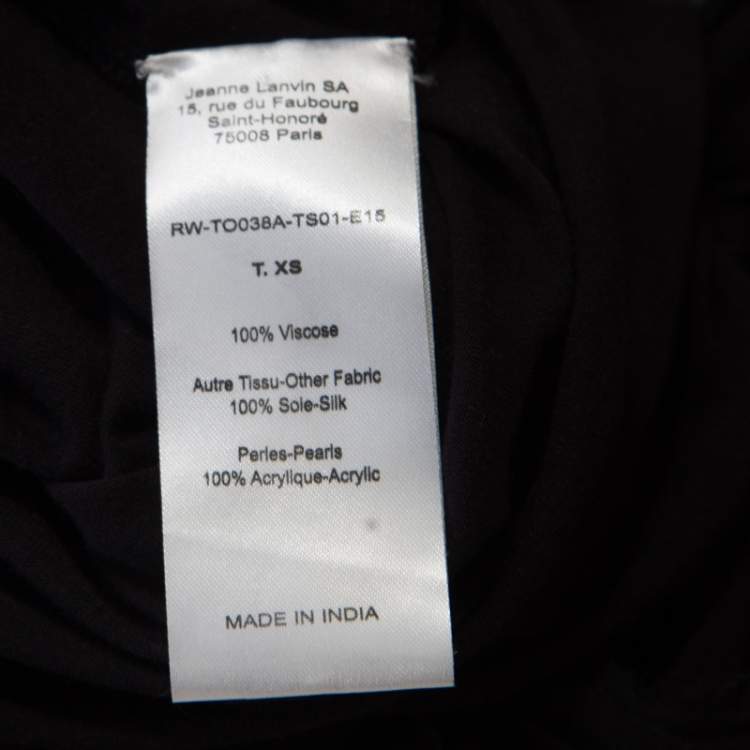 Jeanne Lanvin SA
15, rue du Faubourg
Saint-Honoré
75008 Paris
RW-TO038A-TS01-E15
T. XS
100% Viscose
Autre Tissu-Other Fabric
100% Soie-Silk
Perles-Pearls
100% Acrylique-Acrylic
MADE IN INDIA